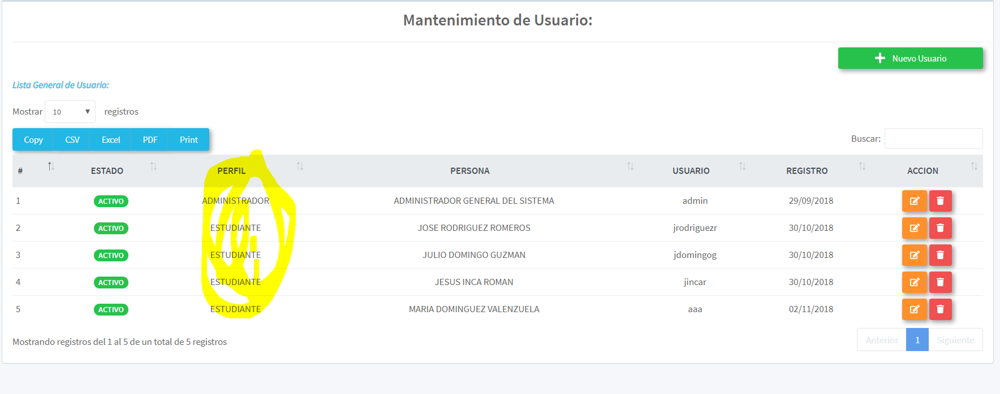 Mantenimiento de Usuario:
Nuevo Usuario
Lista General de Usuario:
Mostrar 10 registros
Copy CSV Excel PDF Print Buscar:
# ESTADO PERFIL PERSONA USUARIO REGISTRO ACCION
1 ACTIVO ADMINISTRADOR ADMINISTRADOR GENERAL DEL SISTEMA admin 29/09/2018
2 ACTIVO ESTUDIANTE JOSE RODRIGUEZ ROMEROS jrodriguezr 30/10/2018
3 ACTIVO ESTUDIANTE JULIO DOMINGO GUZMAN jdomingog 30/10/2018
4 ACTIVO ESTUDIANTE JESUS INCA ROMAN jincar 30/10/2018
5 ACTIVO ESTUDIANTE MARIA DOMINGUEZ VALENZUELA aaa 02/11/2018
Mostrando registros del 1 al 5 de un total de 5 registros Anterior 1 Siguiente